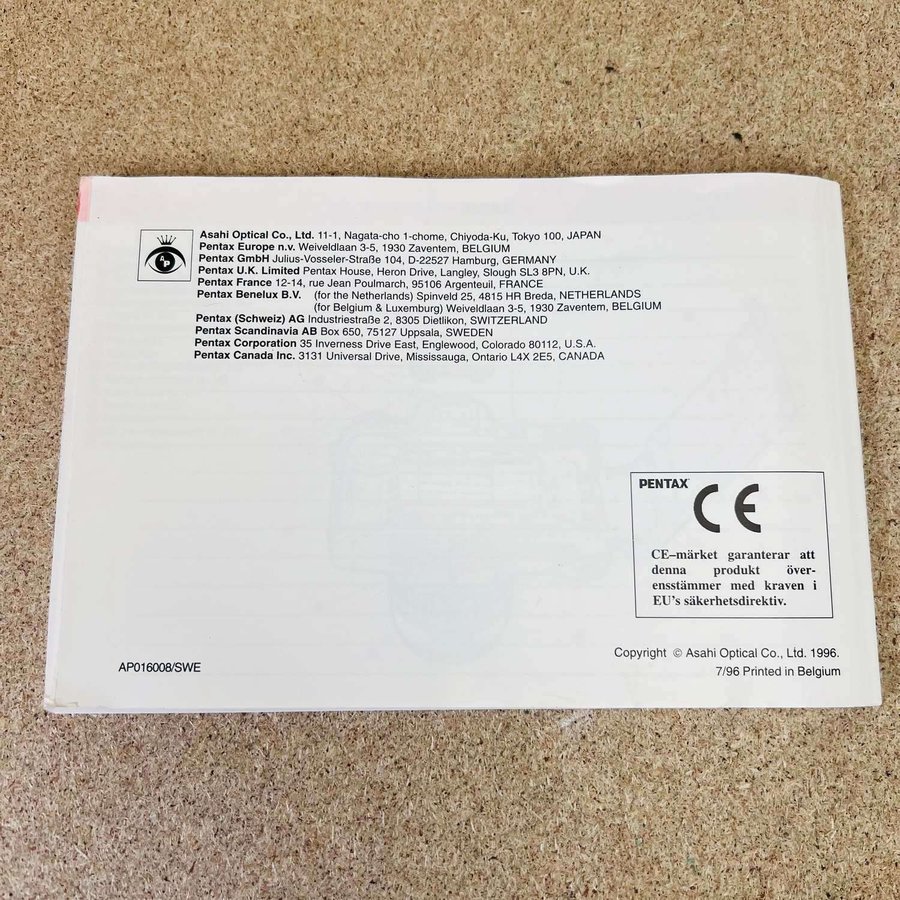 AP
Asahi Optical Co., Ltd. 11-1, Nagata-cho 1-chome, Chiyoda-Ku, Tokyo 100, JAPAN
Pentax Europe n.v. Weiveldlaan 3-5, 1930 Zaventem, BELGIUM
Pentax GmbH Julius-Vosseler-Straße 104, D-22527 Hamburg, GERMANY
Pentax U.K. Limited Pentax House, Heron Drive, Langley, Slough SL3 8PN, U.K.
Pentax France 12-14, rue Jean Poulmarch, 95106 Argenteuil, FRANCE
Pentax Benelux B.V. (for the Netherlands) Spinveld 25, 4815 HR Breda, NETHERLANDS
(for Belgium & Luxemburg) Weiveldlaan 3-5, 1930 Zaventem, BELGIUM
Pentax (Schweiz) AG Industriestraße 2, 8305 Dietlikon, SWITZERLAND
Pentax Scandinavia AB Box 650, 75127 Uppsala, SWEDEN
Pentax Corporation 35 Inverness Drive East, Englewood, Colorado 80112, U.S.A.
Pentax Canada Inc. 3131 Universal Drive, Mississauga, Ontario L4X 2E5, CANADA
PENTAX
CE
CE–märket garanterar att
denna produkt över-
ensstämmer med kraven i
EU's säkerhetsdirektiv.
Copyright © Asahi Optical Co., Ltd. 1996.
AP016008/SWE
7/96 Printed in Belgium